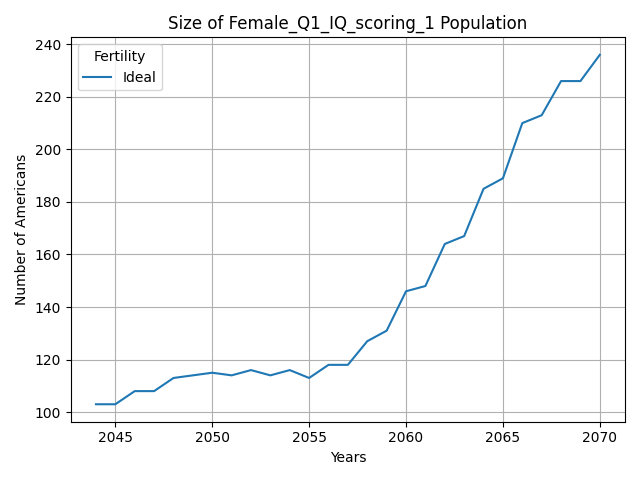 Size of Female_Q1_IQ_scoring_1 Population
Fertility
Ideal
Number of Americans
240
220
200
180
160
140
120
100
2045 2050 2055 2060 2065 2070
Years